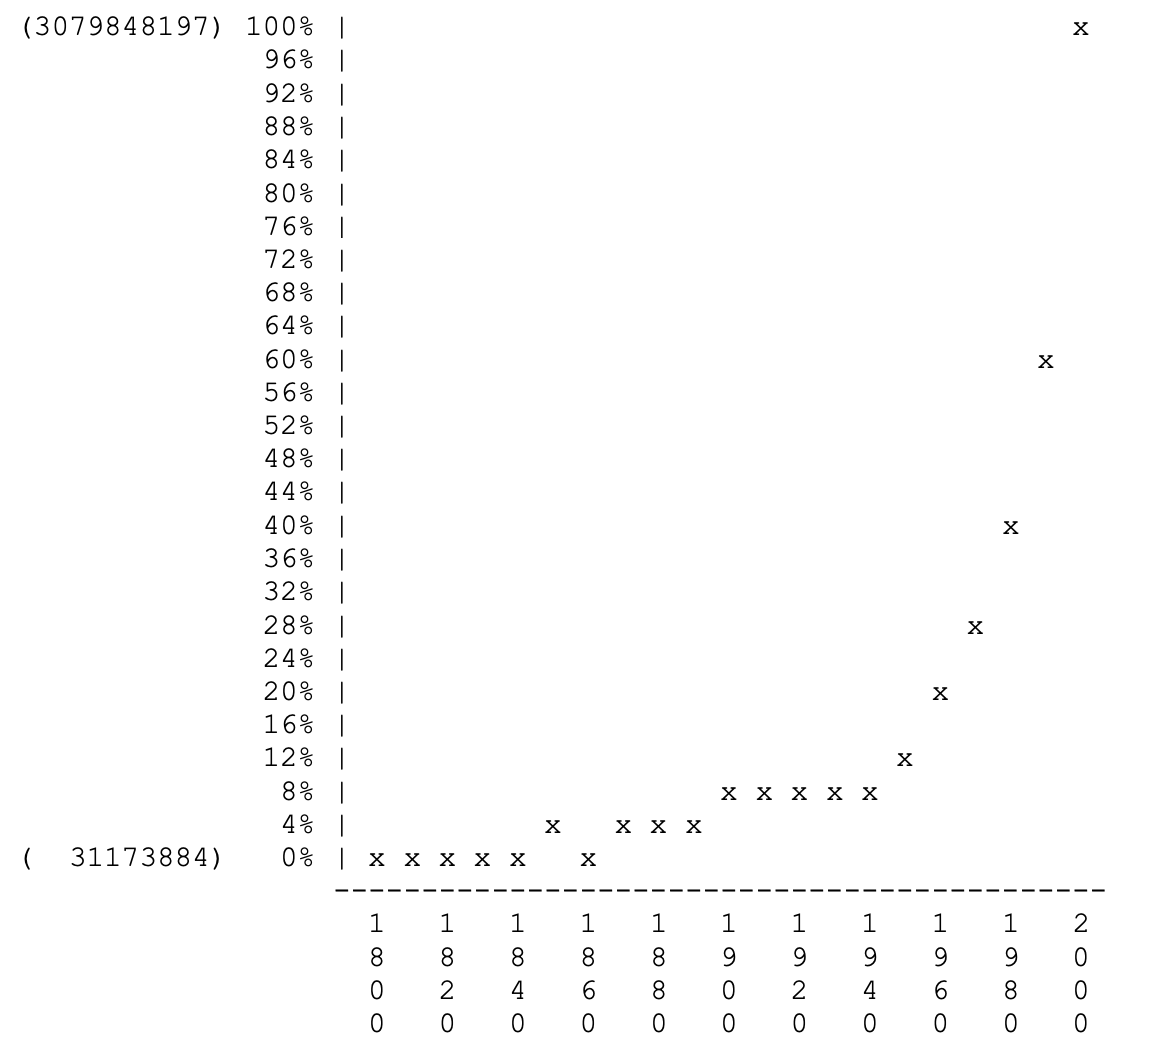 (3079848197) 100% |                                         x
              96% |
              92% |
              88% |
              84% |
              80% |
              76% |
              72% |
              68% |
              64% |
              60% |                                       x
              56% |
              52% |
              48% |
              44% |
              40% |                                     x
              36% |
              32% |
              28% |                                   x
              24% |
              20% |                                 x
              16% |
              12% |                               x
               8% |                     x x x x x
               4% |           x   x x x
(  31173884)   0% | x x x x x   x
                  --------------------------------------------
                    1   1   1   1   1   1   1   1   1   1   2
                    8   8   8   8   8   9   9   9   9   9   0
                    0   2   4   6   8   0   2   4   6   8   0
                    0   0   0   0   0   0   0   0   0   0   0